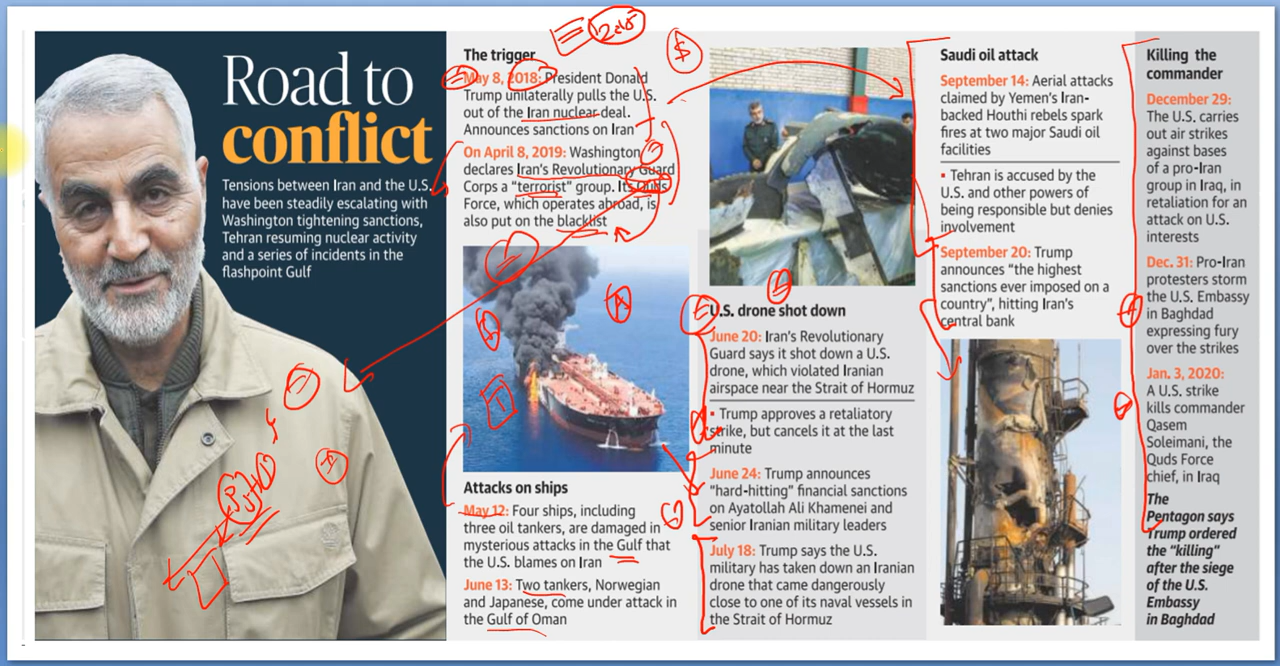 Road to
conflict
Tensions between Iran and the U.S.
have been steadily escalating with
Washington tightening sanctions,
Tehran resuming nuclear activity
and a series of incidents in the
flashpoint Gulf
The trigger
May 8, 2018: President Donald
Trump unilaterally pulls the U.S.
out of the Iran nuclear deal.
Announces sanctions on Iran
On April 8, 2019: Washington
declares Iran's Revolutionary Guard
Corps a "terrorist" group. Its Quds
Force, which operates abroad, is
also put on the blacklist
Attacks on ships
May 12: Four ships, including
three oil tankers, are damaged in
mysterious attacks in the Gulf that
the U.S. blames on Iran
June 13: Two tankers, Norwegian
and Japanese, come under attack in
the Gulf of Oman
U.S. drone shot down
June 20: Iran's Revolutionary
Guard says it shot down a U.S.
drone, which violated Iranian
airspace near the Strait of Hormuz
▪ Trump approves a retaliatory
strike, but cancels it at the last
minute
June 24: Trump announces
"hard-hitting" financial sanctions
on Ayatollah Ali Khamenei and
senior Iranian military leaders
July 18: Trump says the U.S.
military has taken down an Iranian
drone that came dangerously
close to one of its naval vessels in
the Strait of Hormuz
Saudi oil attack
September 14: Aerial attacks
claimed by Yemen's Iran-
backed Houthi rebels spark
fires at two major Saudi oil
facilities
▪ Tehran is accused by the
U.S. and other powers of
being responsible but denies
involvement
September 20: Trump
announces "the highest
sanctions ever imposed on a
country", hitting Iran's
central bank
Killing the
commander
December 29:
The U.S. carries
out air strikes
against bases
of a pro-Iran
group in Iraq, in
retaliation for an
attack on U.S.
interests
Dec. 31: Pro-Iran
protesters storm
the U.S. Embassy
in Baghdad
expressing fury
over the strikes
Jan. 3, 2020:
A U.S. strike
kills commander
Qasem
Soleimani, the
Quds Force
chief, in Iraq
The
Pentagon says
Trump ordered
the "killing"
after the siege
of the U.S.
Embassy
in Baghdad
$